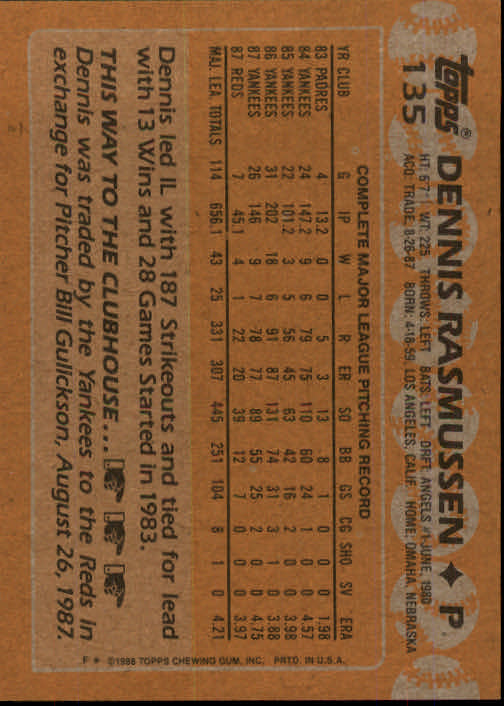 topps® DENNIS RASMUSSEN ◆ P
135 HT: 6'7" WT: 225 THROWS: LEFT BATS: LEFT DRFT: ANGELS #1-JUNE, 1980
ACQ: TRADE, 8-26-87 BORN: 4-18-59, LOS ANGELES, CALIF. HOME: OMAHA, NEBRASKA
COMPLETE MAJOR LEAGUE PITCHING RECORD
YR CLUB G IP W L R ER SO BB GS CG SHO SV ERA
83 PADRES 4 13.2 0 0 5 3 13 8 1 0 0 0 1.98
84 YANKEES 24 147.2 9 6 79 75 110 60 24 1 0 0 4.57
85 YANKEES 22 101.2 3 5 56 45 63 42 16 2 0 0 3.98
86 YANKEES 31 202 18 6 91 87 131 74 31 3 1 0 3.88
87 YANKEES 26 146 9 7 78 77 89 55 25 2 0 0 4.75
87 REDS 7 45.1 4 1 22 20 39 12 7 0 0 0 3.97
MAJ. LEA. TOTALS 114 656.1 43 25 331 307 445 251 104 8 1 0 4.21
Dennis led IL with 187 Strikeouts and tied for lead
with 13 Wins and 28 Games Started in 1983.
THIS WAY TO THE CLUBHOUSE...
Dennis was traded by the Yankees to the Reds in
exchange for Pitcher Bill Gullickson, August 26, 1987.
F * ©1988 TOPPS CHEWING GUM, INC. PRTD. IN U.S.A.